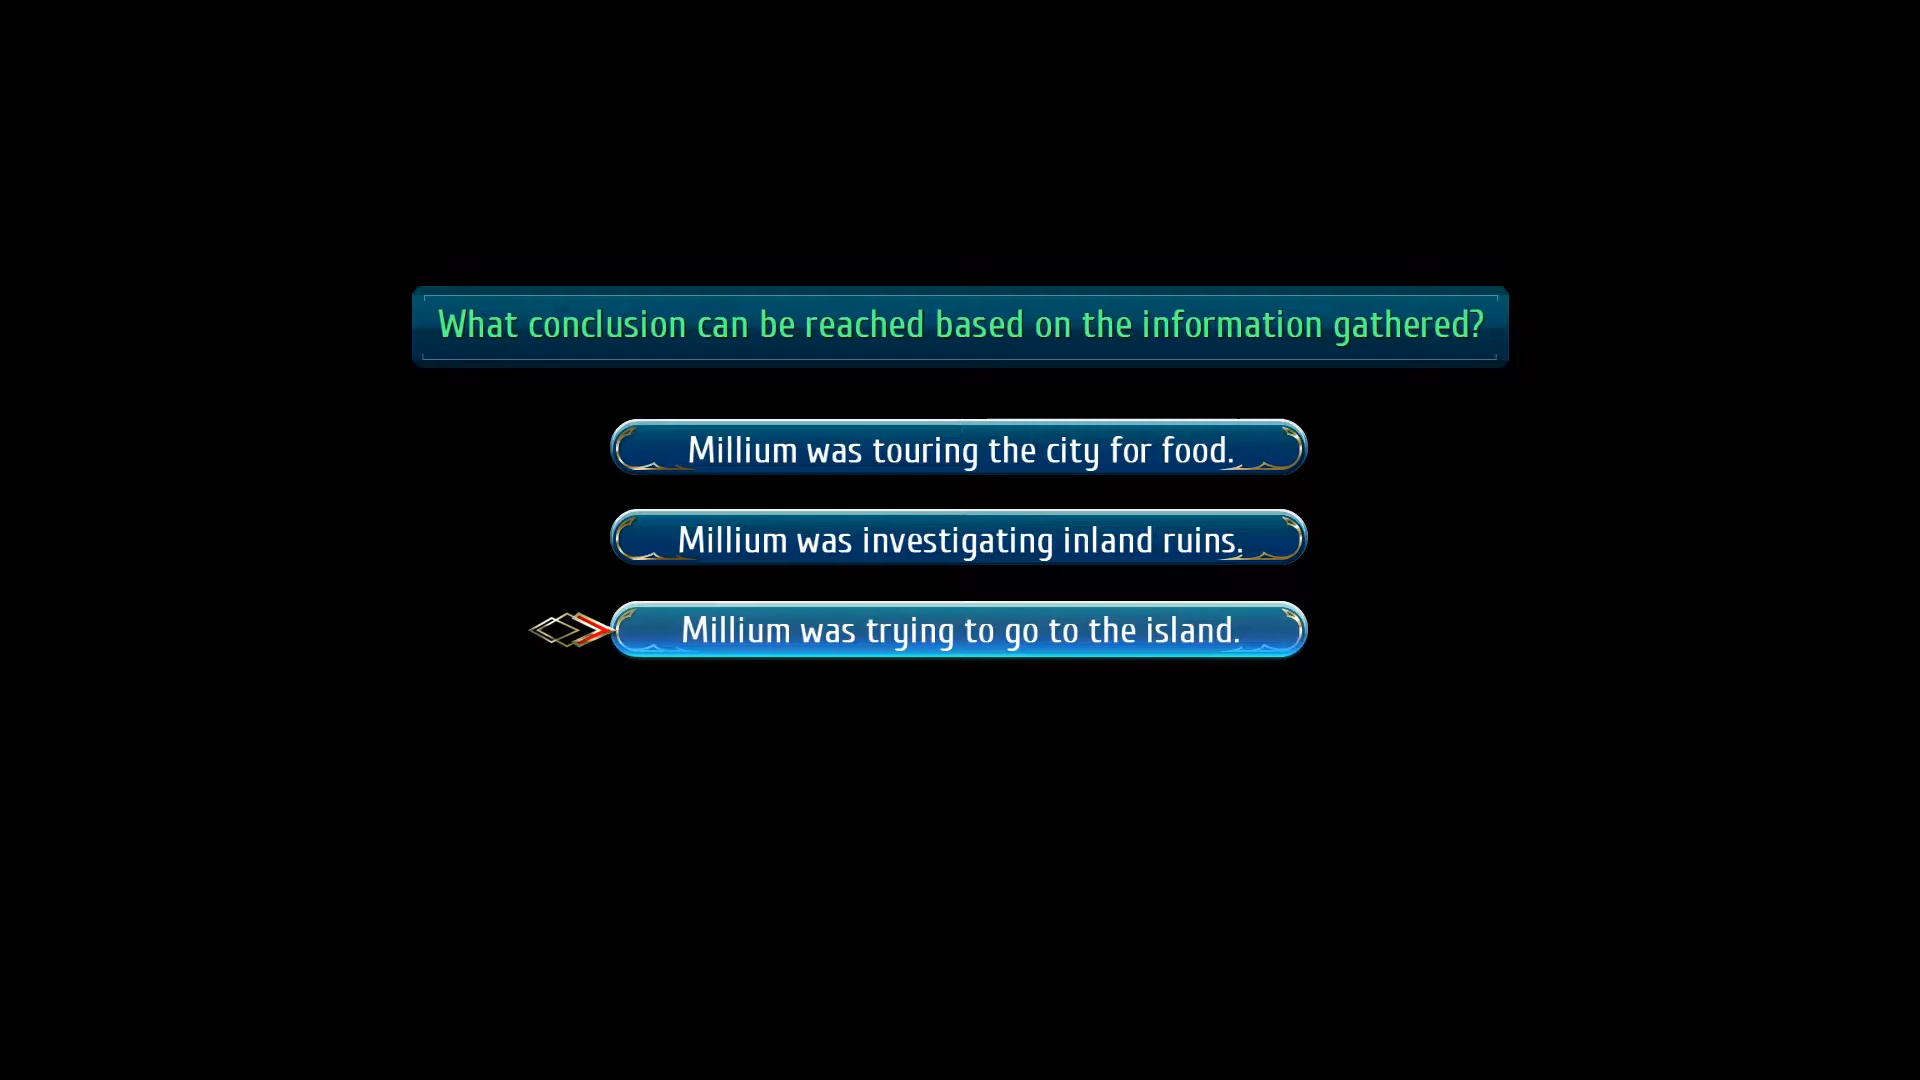 What conclusion can be reached based on the information gathered?
Millium was touring the city for food.
Millium was investigating inland ruins.
Millium was trying to go to the island.